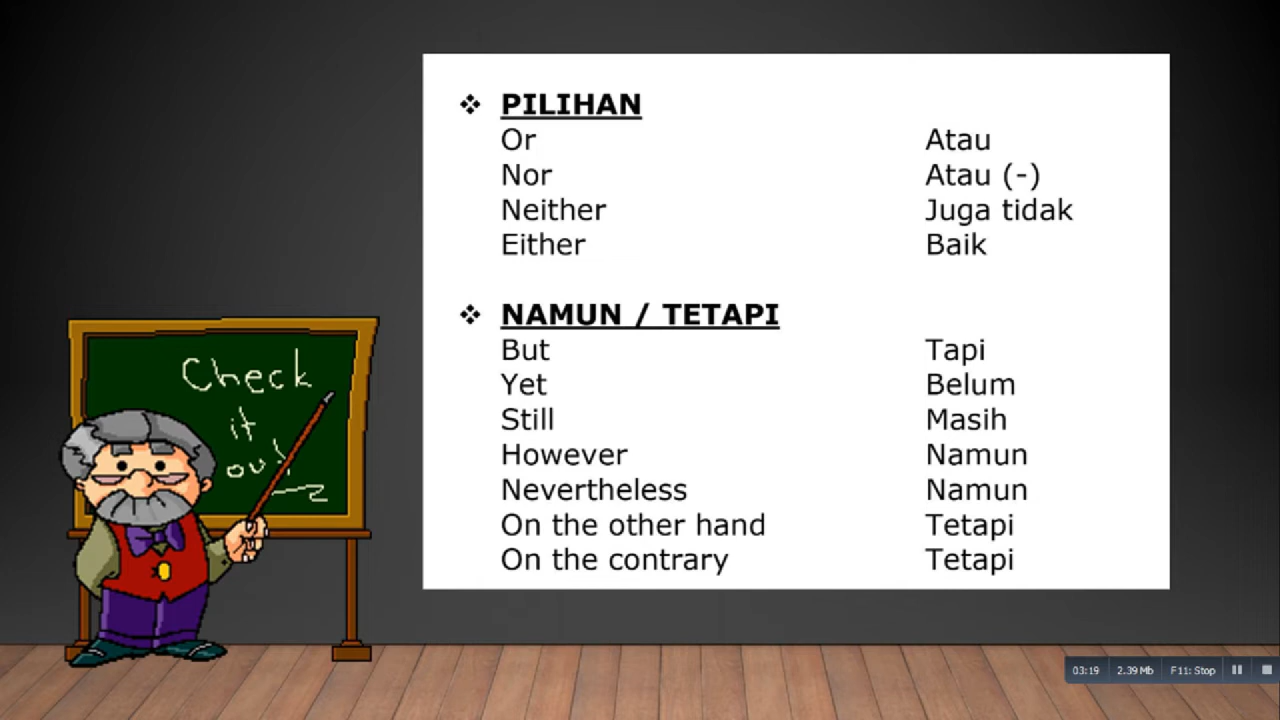 ❖ PILIHAN
Or Atau
Nor Atau (-)
Neither Juga tidak
Either Baik
❖ NAMUN / TETAPI
But Tapi
Yet Belum
Still Masih
However Namun
Nevertheless Namun
On the other hand Tetapi
On the contrary Tetapi
Check
it
ou!
03:19 2.39 Mb F11: Stop